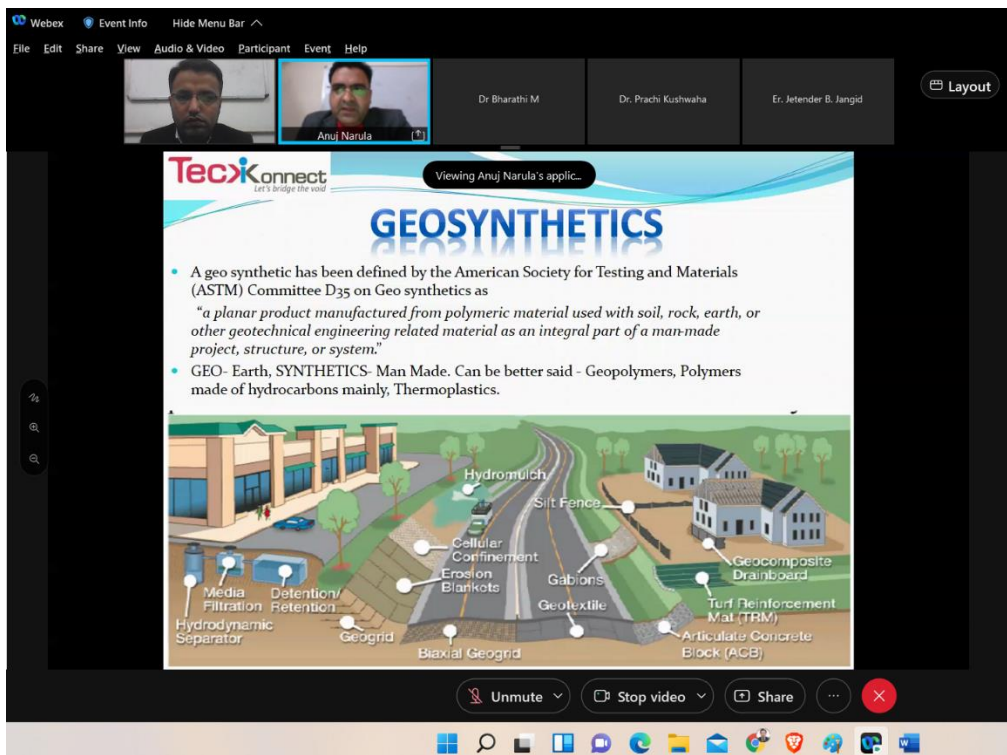 Webex Event Info Hide Menu Bar
File Edit Share View Audio & Video Participant Event Help
Anuj Narula
Dr Bharathi M
Dr. Prachi Kushwaha
Er. Jetender B. Jangid
Layout
TecKonnect
Let's bridge the void
Viewing Anuj Narula's applic...
GEOSYNTHETICS
• A geo synthetic has been defined by the American Society for Testing and Materials
(ASTM) Committee D35 on Geo synthetics as
“a planar product manufactured from polymeric material used with soil, rock, earth, or
other geotechnical engineering related material as an integral part of a man-made
project, structure, or system.”
• GEO- Earth, SYNTHETICS- Man Made. Can be better said - Geopolymers, Polymers
made of hydrocarbons mainly, Thermoplastics.
Hydromulch
Silt Fence
Cellular
Confinement
Erosion
Blankets
Gabions
Geocomposite
Drainboard
Media
Filtration
Detention/
Retention
Hydrodynamic
Separator
Geogrid
Biaxial Geogrid
Geotextile
Turf Reinforcement
Mat (TRM)
Articulate Concrete
Block (ACB)
Unmute
Stop video
Share